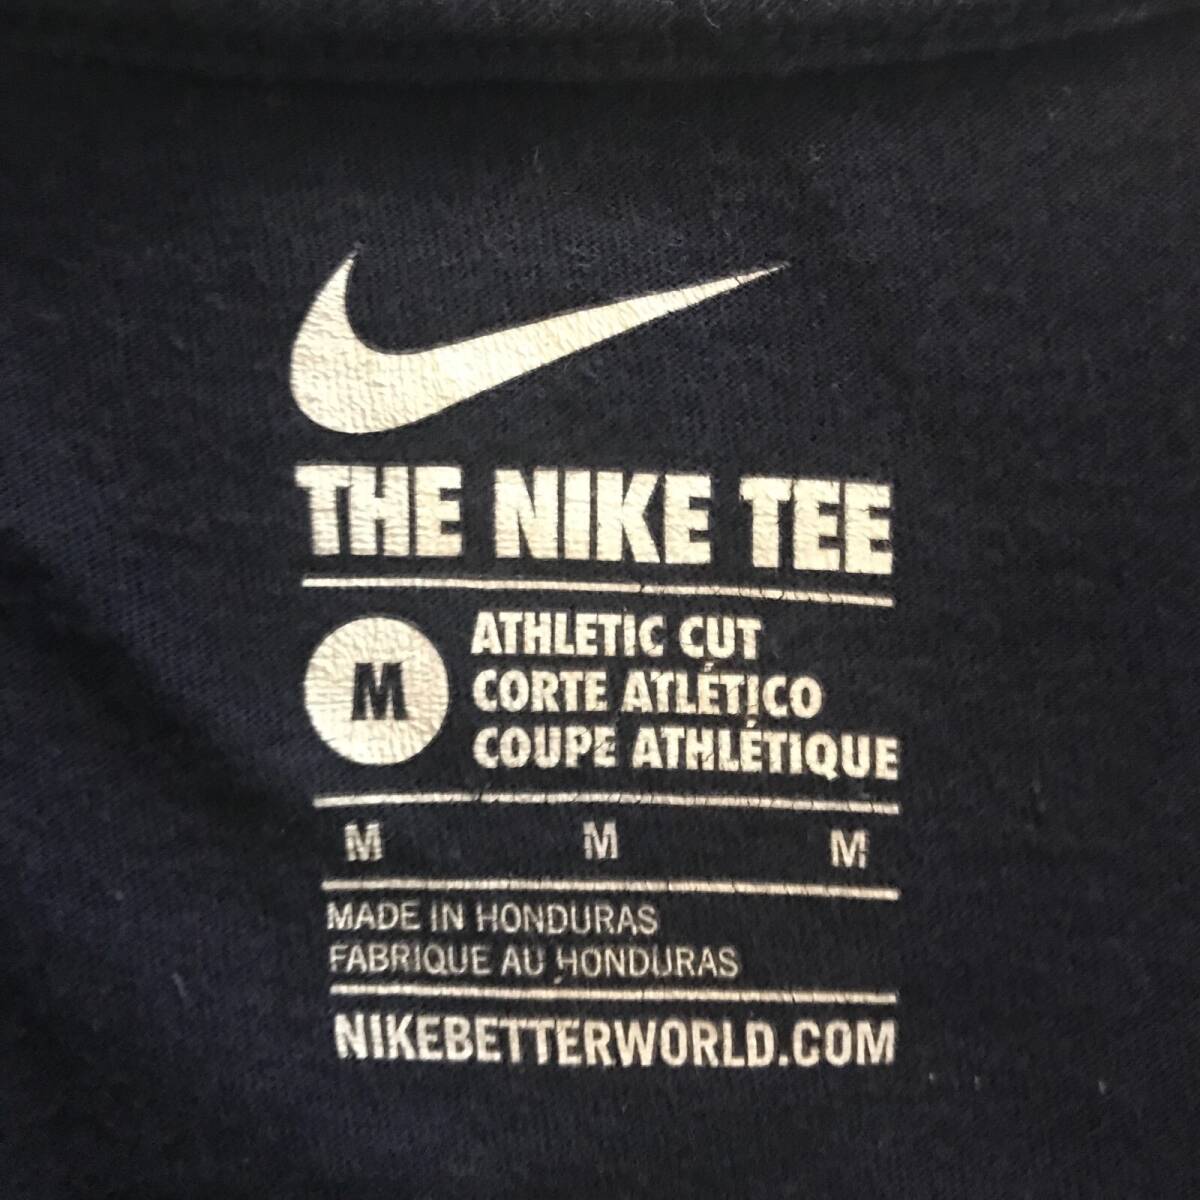 THE NIKE TEE
M
ATHLETIC CUT
CORTE ATLÉTICO
COUPE ATHLÉTIQUE
M M M
MADE IN HONDURAS
FABRIQUE AU HONDURAS
NIKEBETTERWORLD.COM